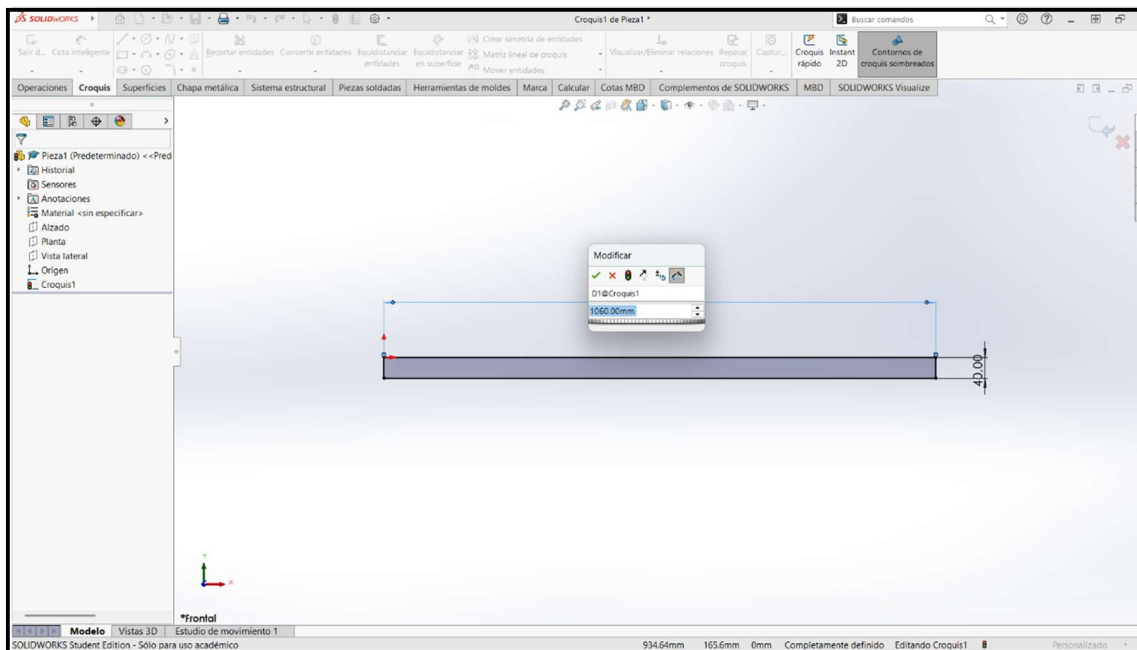 SOLIDWORKS
Croquis1 de Pieza1 *
Buscar comandos
Salir d... Cota inteligente Recortar entidades Convertir entidades Equidistanciar entidades Equidistanciar en superficie
Crear simetría de entidades
Matriz lineal de croquis
Mover entidades
Visualizar/Eliminar relaciones Reparar croquis Captur... Croquis rápido Instant 2D Contornos de croquis sombreados
Operaciones Croquis Superficies Chapa metálica Sistema estructural Piezas soldadas Herramientas de moldes Marca Calcular Cotas MBD Complementos de SOLIDWORKS MBD SOLIDWORKS Visualize
Pieza1 (Predeterminado) <<Pred
Historial
Sensores
Anotaciones
Material <sin especificar>
Alzado
Planta
Vista lateral
Origen
Croquis1
Modificar
D1@Croquis1
1060.00mm
40.00
Y
X
*Frontal
Modelo Vistas 3D Estudio de movimiento 1
SOLIDWORKS Student Edition - Sólo para uso académico 934.64mm 165.6mm 0mm Completamente definido Editando Croquis1 Personalizado